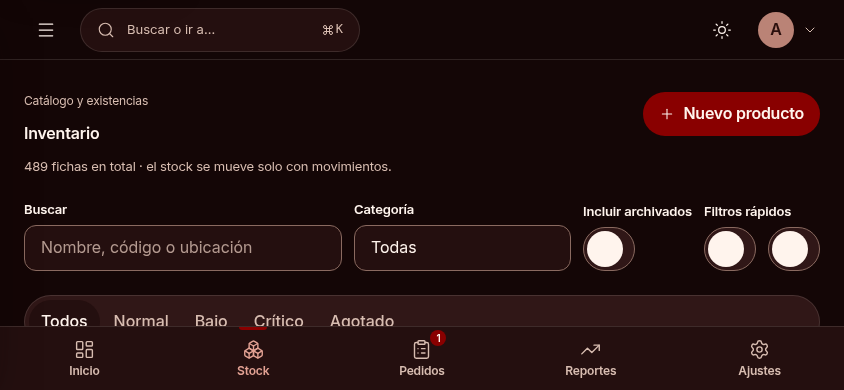 Buscar o ir a...
⌘K
A
Catálogo y existencias
Inventario
489 fichas en total · el stock se mueve solo con movimientos.
+ Nuevo producto
Buscar
Categoría
Incluir archivados
Filtros rápidos
Nombre, código o ubicación
Todas
Todos
Normal
Bajo
Crítico
Agotado
1
Inicio
Stock
Pedidos
Reportes
Ajustes